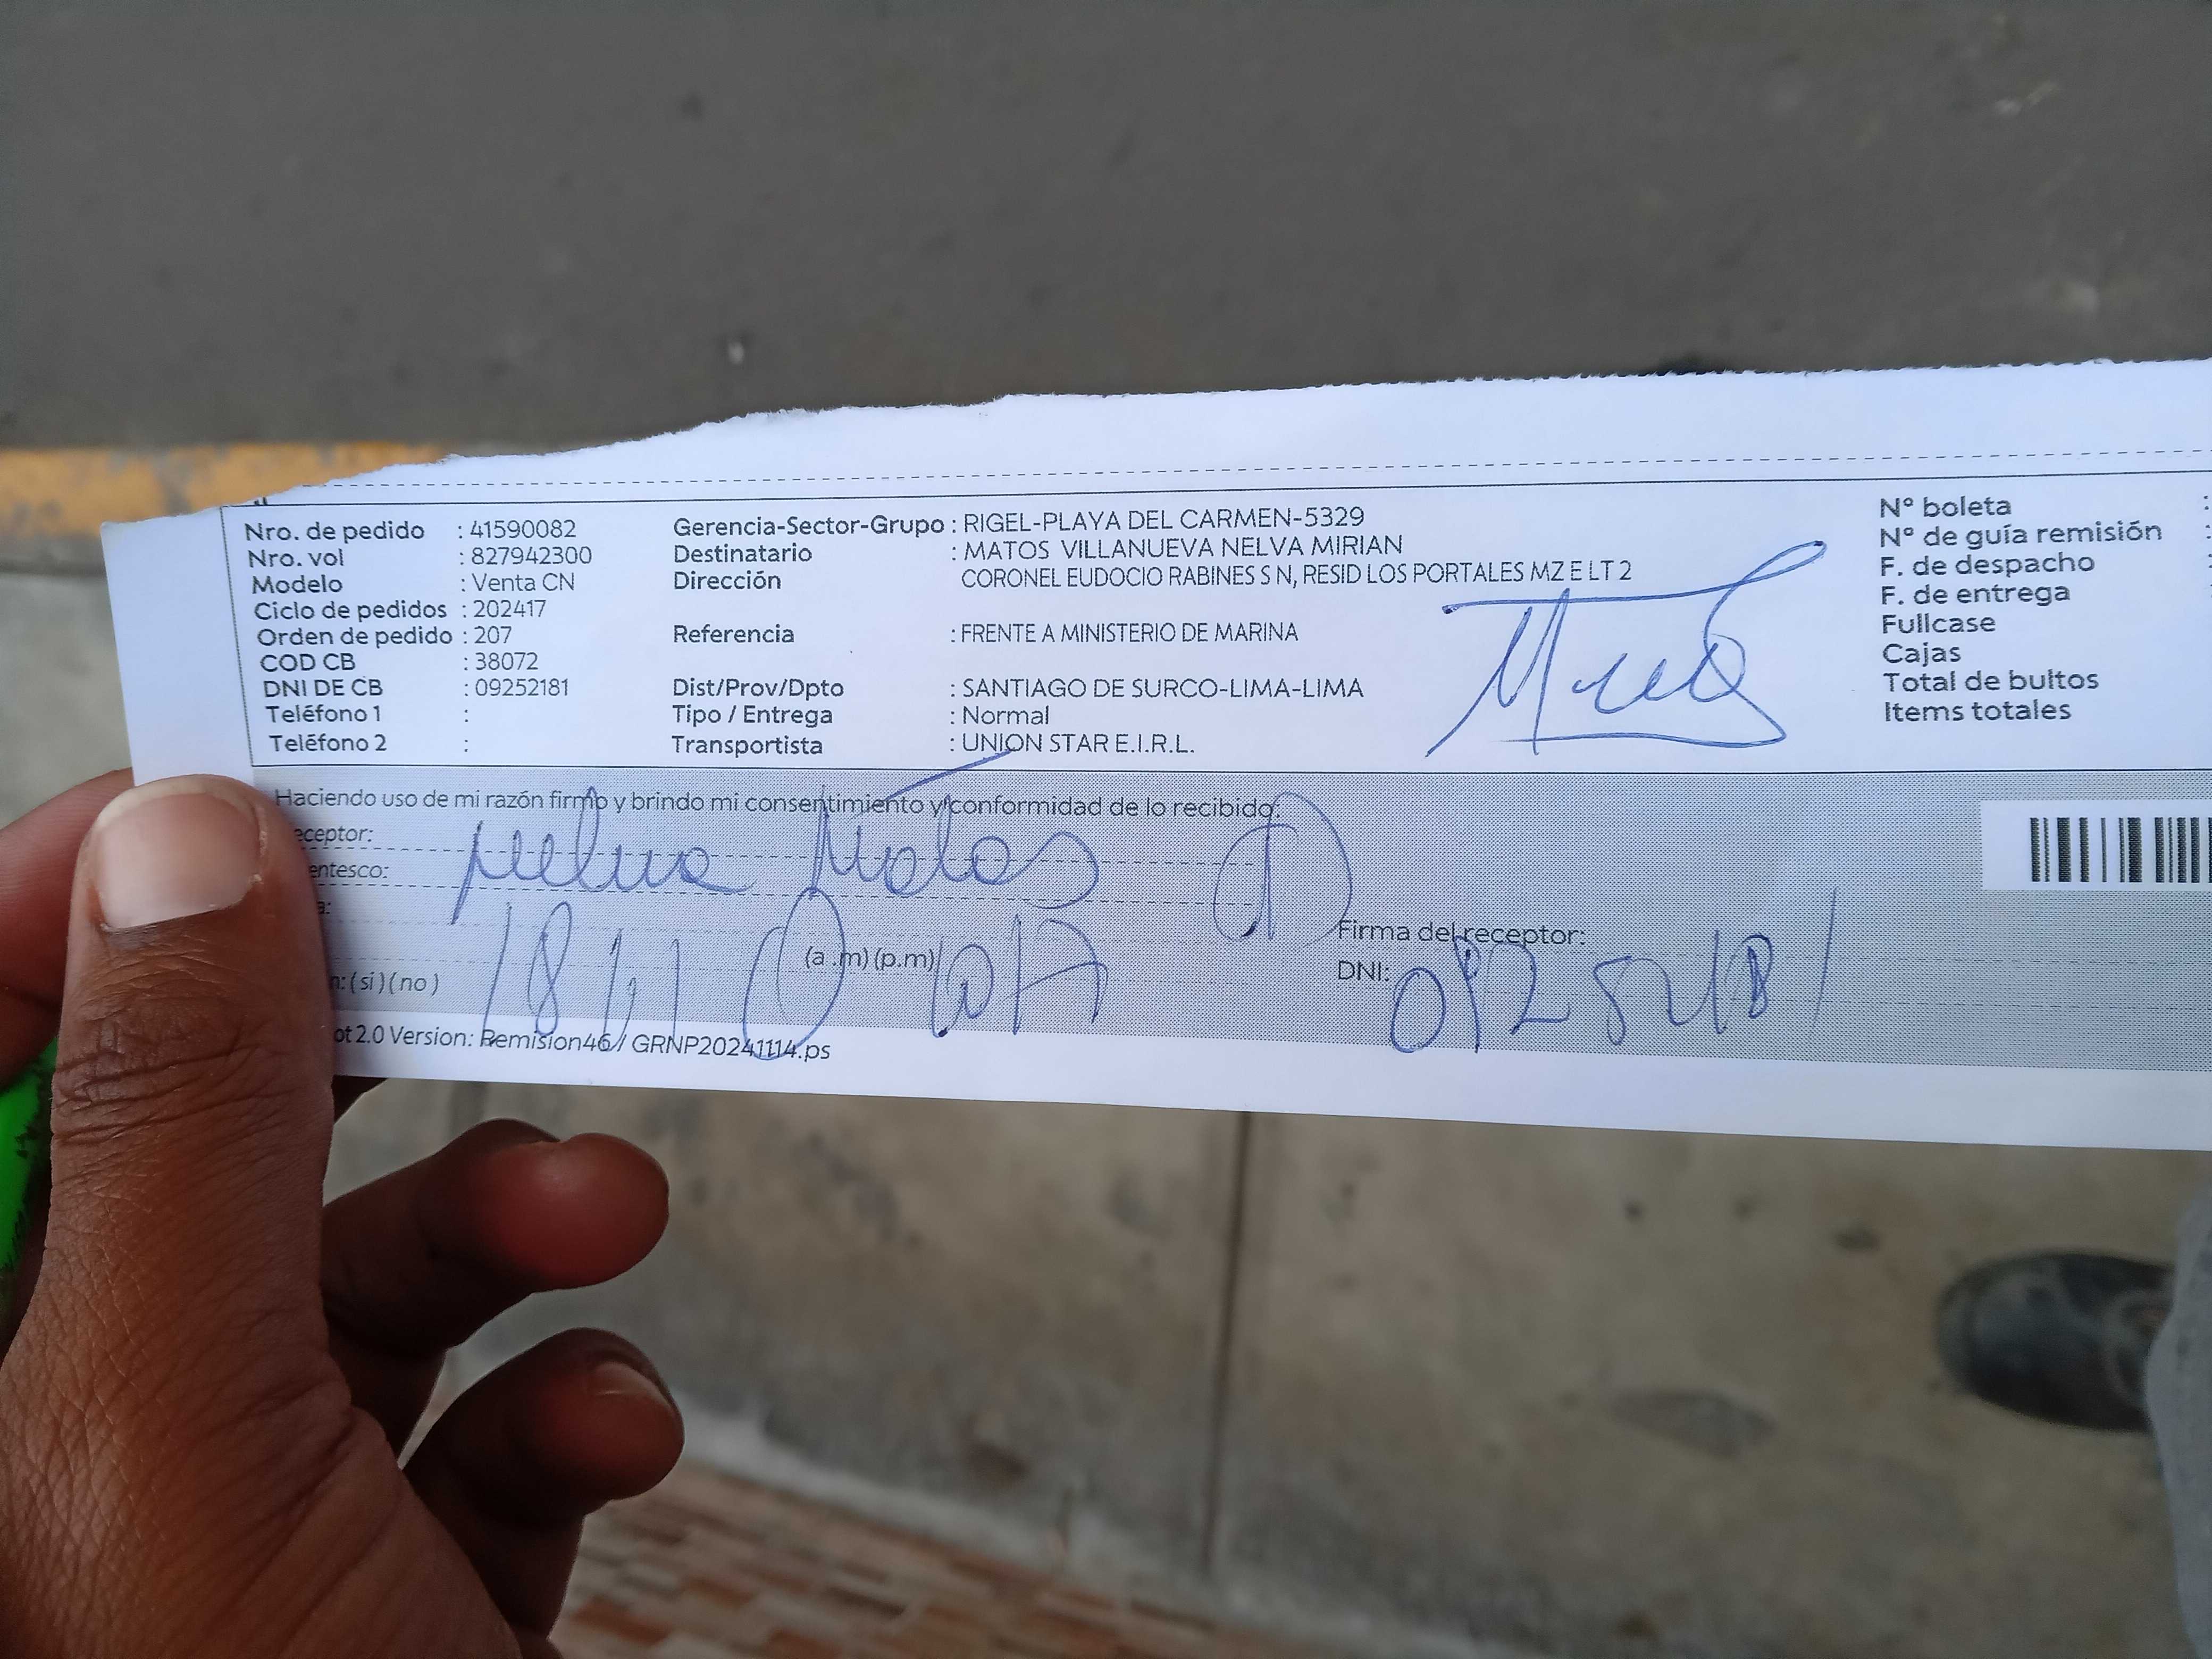 Nro. de pedido : 41590082
Nro. vol : 827942300
Modelo : Venta CN
Ciclo de pedidos : 202417
Orden de pedido : 207
COD CB : 38072
DNI DE CB : 09252181
Teléfono 1 :
Teléfono 2 :
Gerencia-Sector-Grupo : RIGEL-PLAYA DEL CARMEN-5329
Destinatario : MATOS VILLANUEVA NELVA MIRIAN
Dirección CORONEL EUDOCIO RABINES S N, RESID LOS PORTALES MZ E LT 2
Referencia : FRENTE A MINISTERIO DE MARINA
Dist/Prov/Dpto : SANTIAGO DE SURCO-LIMA-LIMA
Tipo / Entrega : Normal
Transportista : UNION STAR E.I.R.L.
N° boleta :
N° de guía remisión :
F. de despacho :
F. de entrega
Fullcase
Cajas
Total de bultos
Items totales
Haciendo uso de mi razón firmo y brindo mi consentimiento y conformidad de lo recibido.
eceptor: Nelva Matos
entesco:
a: 18
(a .m) (p.m)
n: (si) ( no )
Firma del receptor:
DNI: 09252181
ot 2.0 Version: Remision46 / GRNP20241114.ps